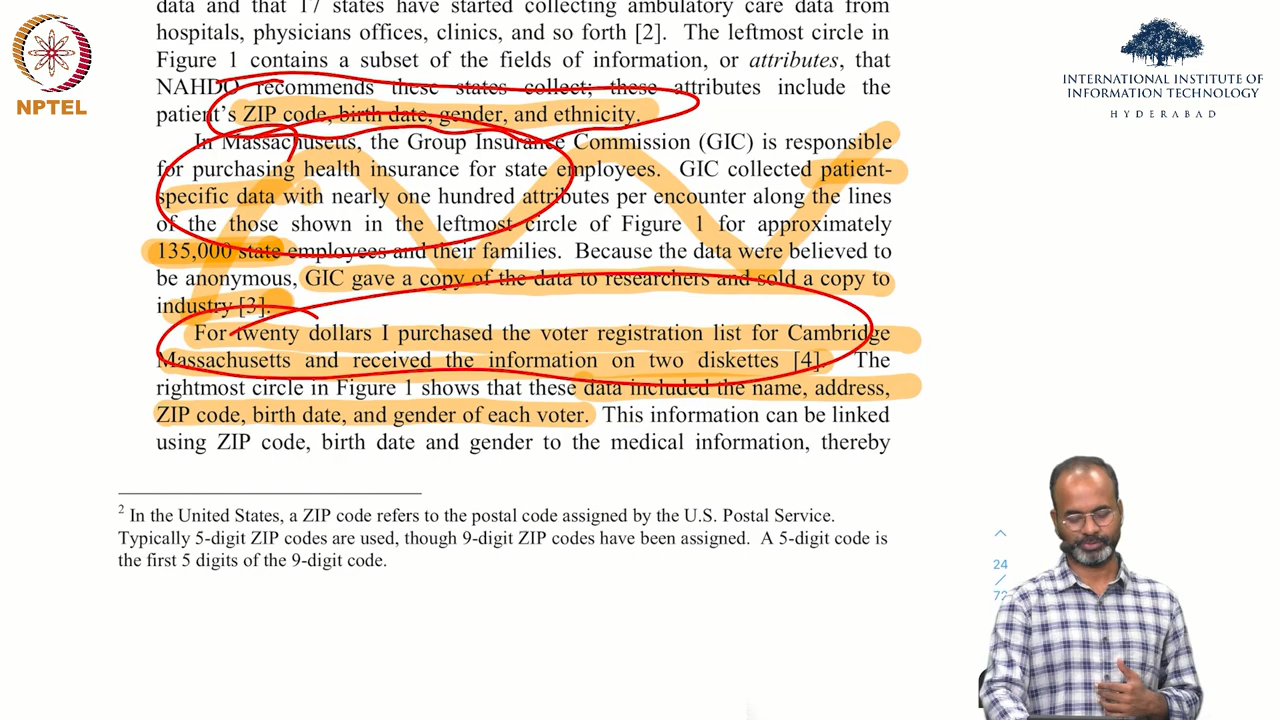 data and that 17 states have started collecting ambulatory care data from
hospitals, physicians offices, clinics, and so forth [2]. The leftmost circle in
Figure 1 contains a subset of the fields of information, or attributes, that
NAHDO recommends these states collect; these attributes include the
patient's ZIP code, birth date, gender, and ethnicity.
In Massachusetts, the Group Insurance Commission (GIC) is responsible
for purchasing health insurance for state employees. GIC collected patient-
specific data with nearly one hundred attributes per encounter along the lines
of the those shown in the leftmost circle of Figure 1 for approximately
135,000 state employees and their families. Because the data were believed to
be anonymous, GIC gave a copy of the data to researchers and sold a copy to
industry [3].
For twenty dollars I purchased the voter registration list for Cambridge
Massachusetts and received the information on two diskettes [4]. The
rightmost circle in Figure 1 shows that these data included the name, address,
ZIP code, birth date, and gender of each voter. This information can be linked
using ZIP code, birth date and gender to the medical information, thereby
2 In the United States, a ZIP code refers to the postal code assigned by the U.S. Postal Service.
Typically 5-digit ZIP codes are used, though 9-digit ZIP codes have been assigned. A 5-digit code is
the first 5 digits of the 9-digit code.
NPTEL
INTERNATIONAL INSTITUTE OF
INFORMATION TECHNOLOGY
HYDERABAD
24
/
72